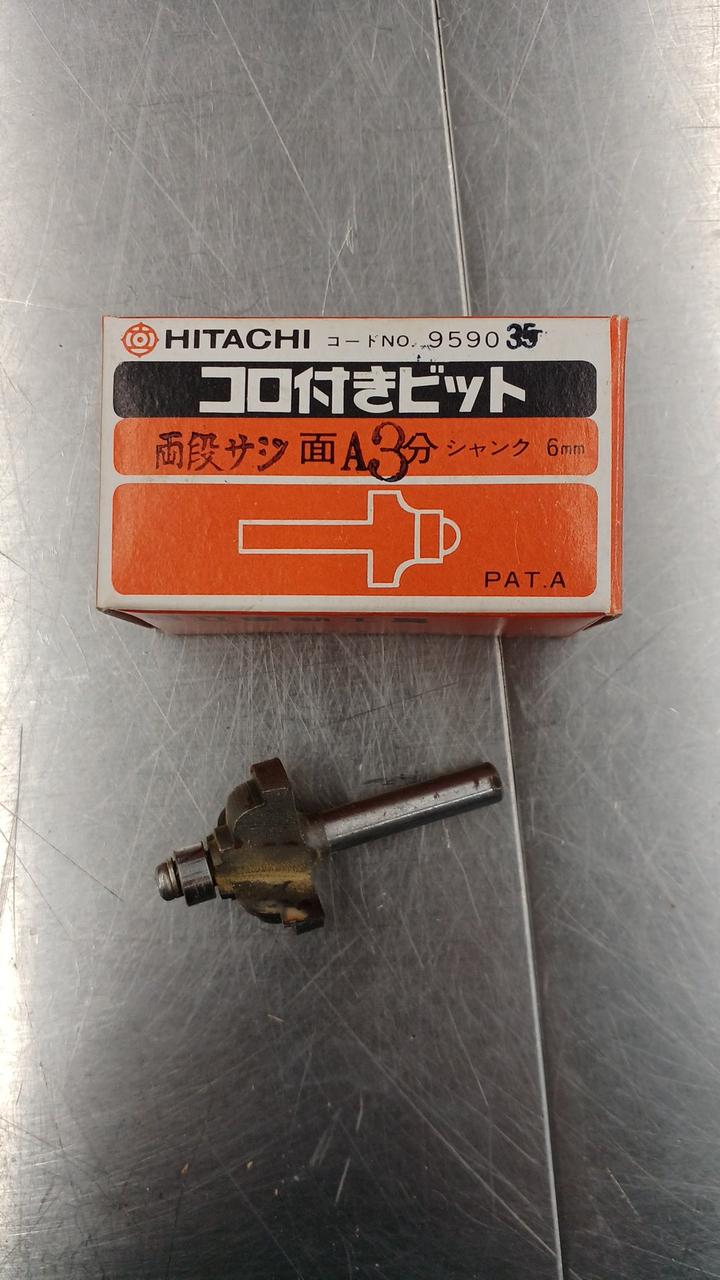 HITACHI コードNO. 959035
コロ付きビット
両段サジ 面 A3分 シャンク 6mm
PAT.A